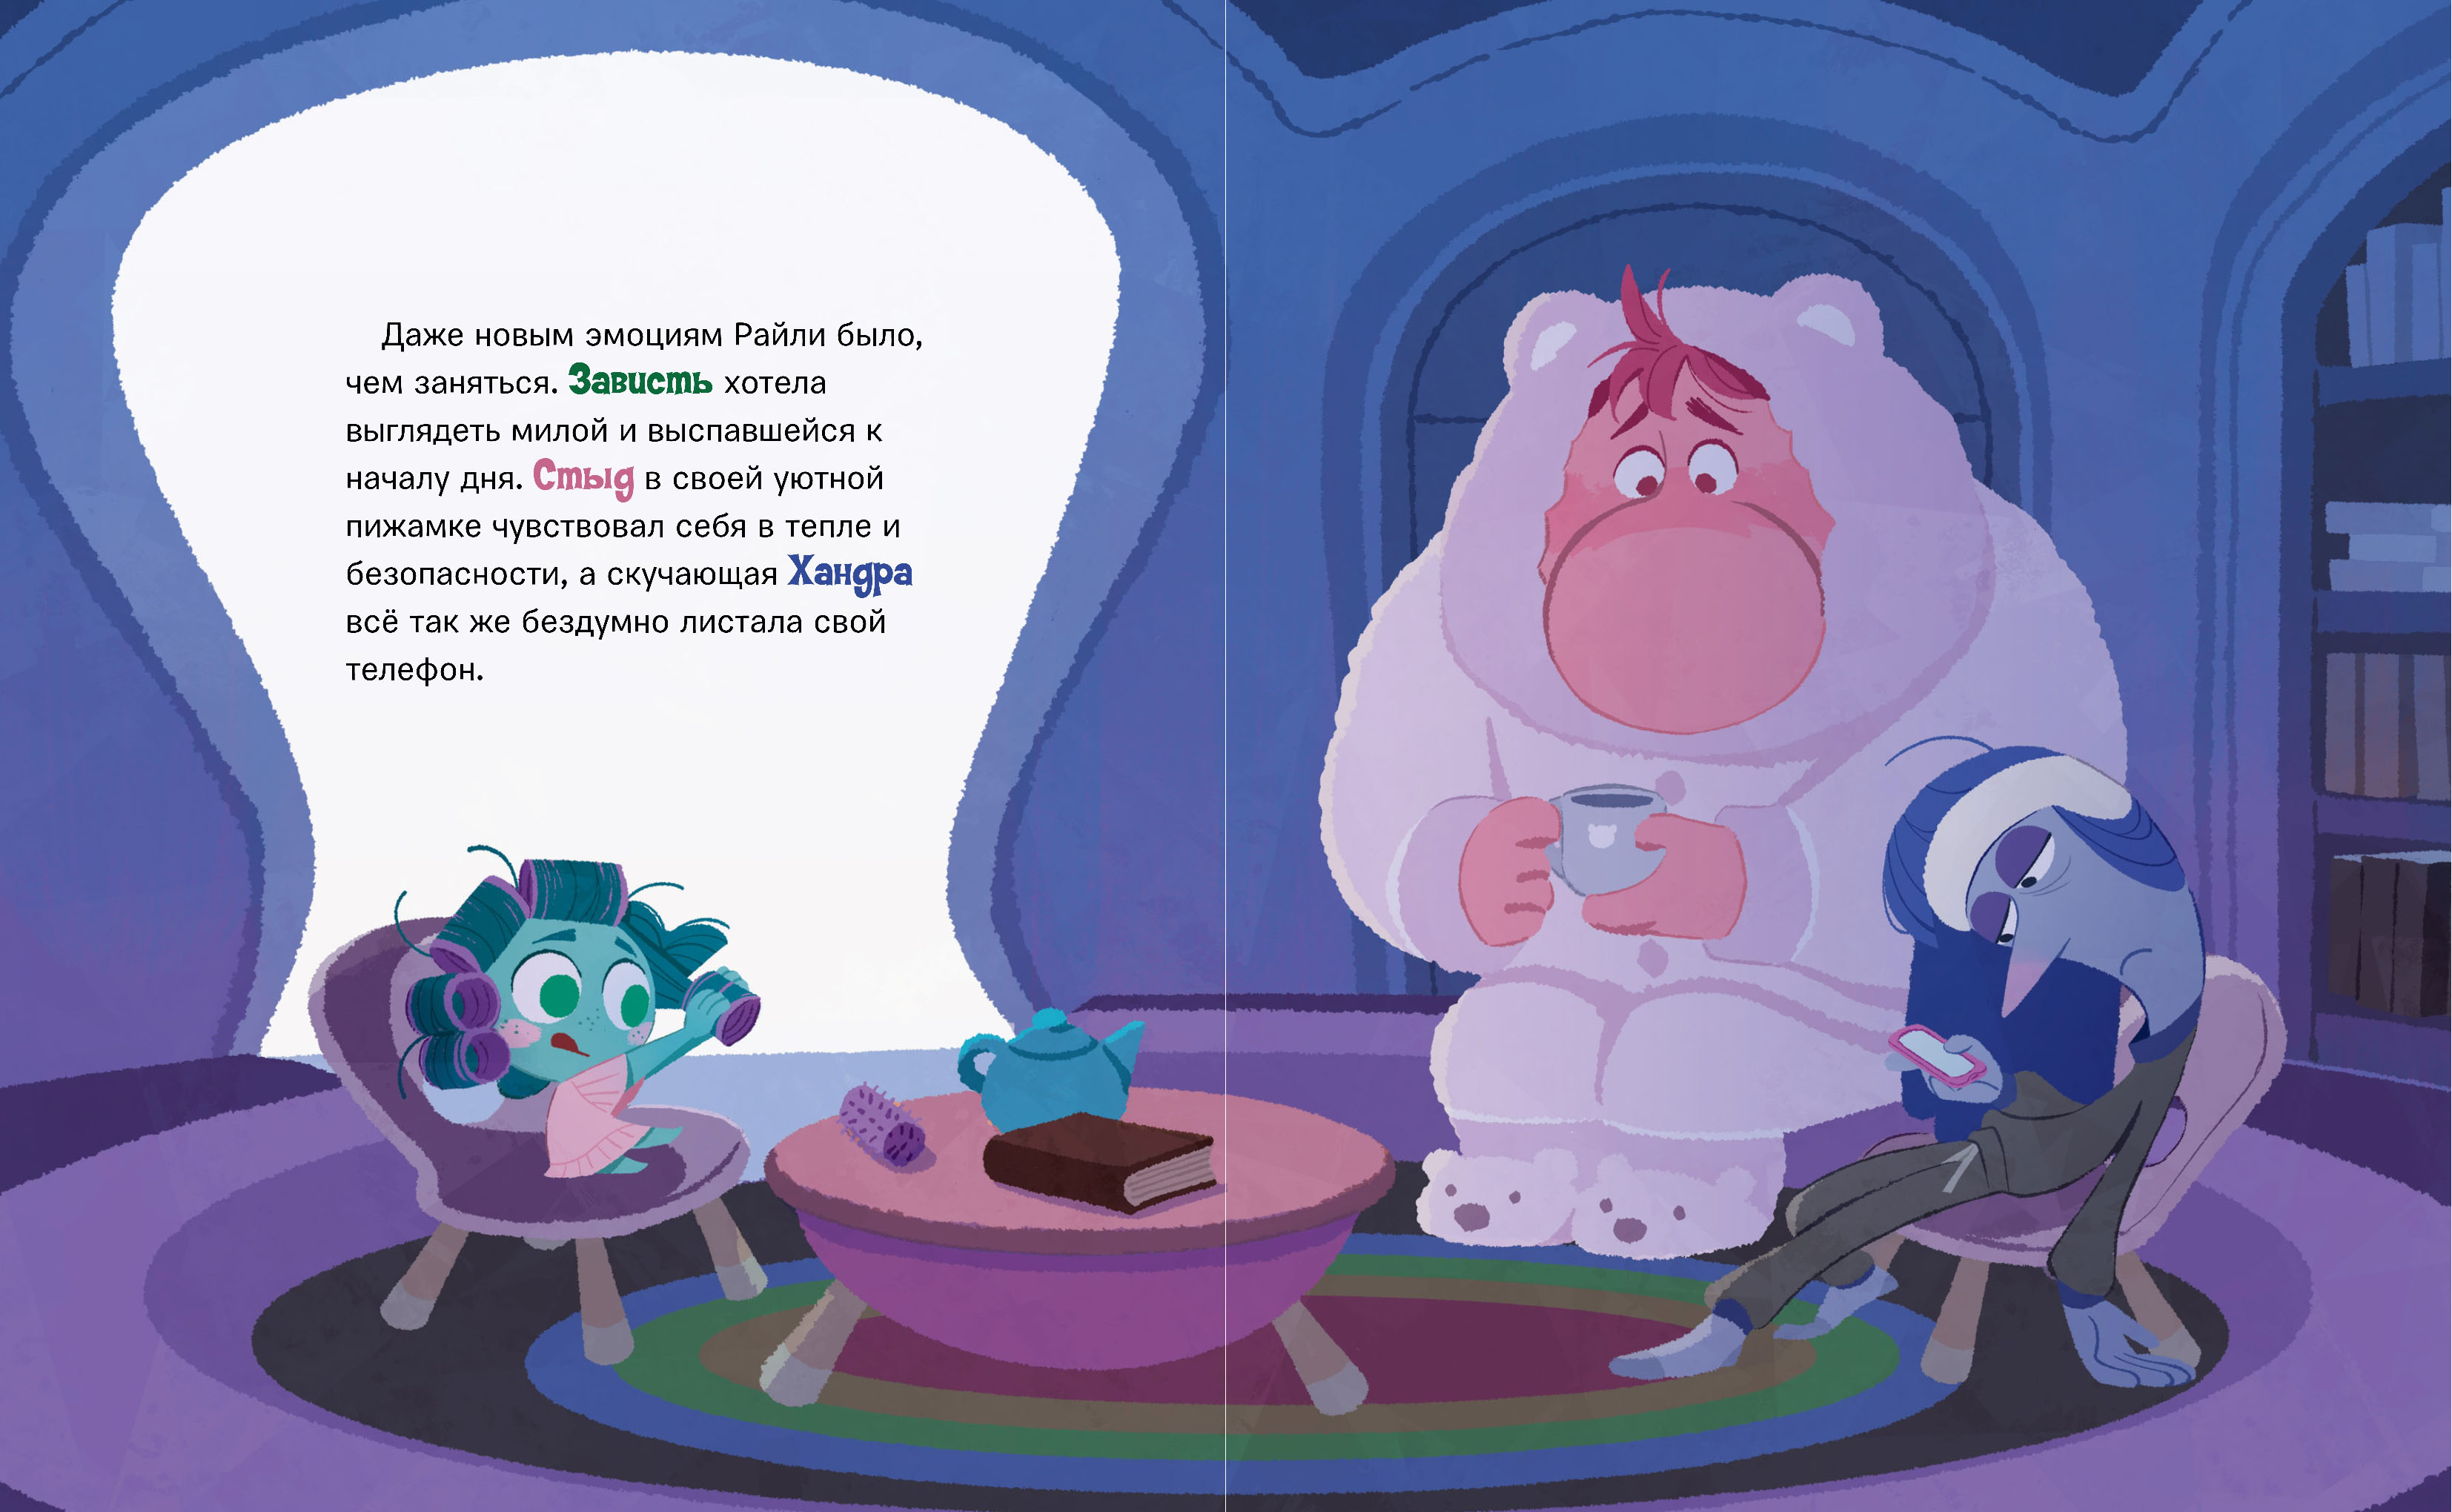 Даже новым эмоциям Райли было,
чем заняться. Зависть хотела
выглядеть милой и выспавшейся к
началу дня. Стыд в своей уютной
пижамке чувствовал себя в тепле и
безопасности, а скучающая Хандра
всё так же бездумно листала свой
телефон.